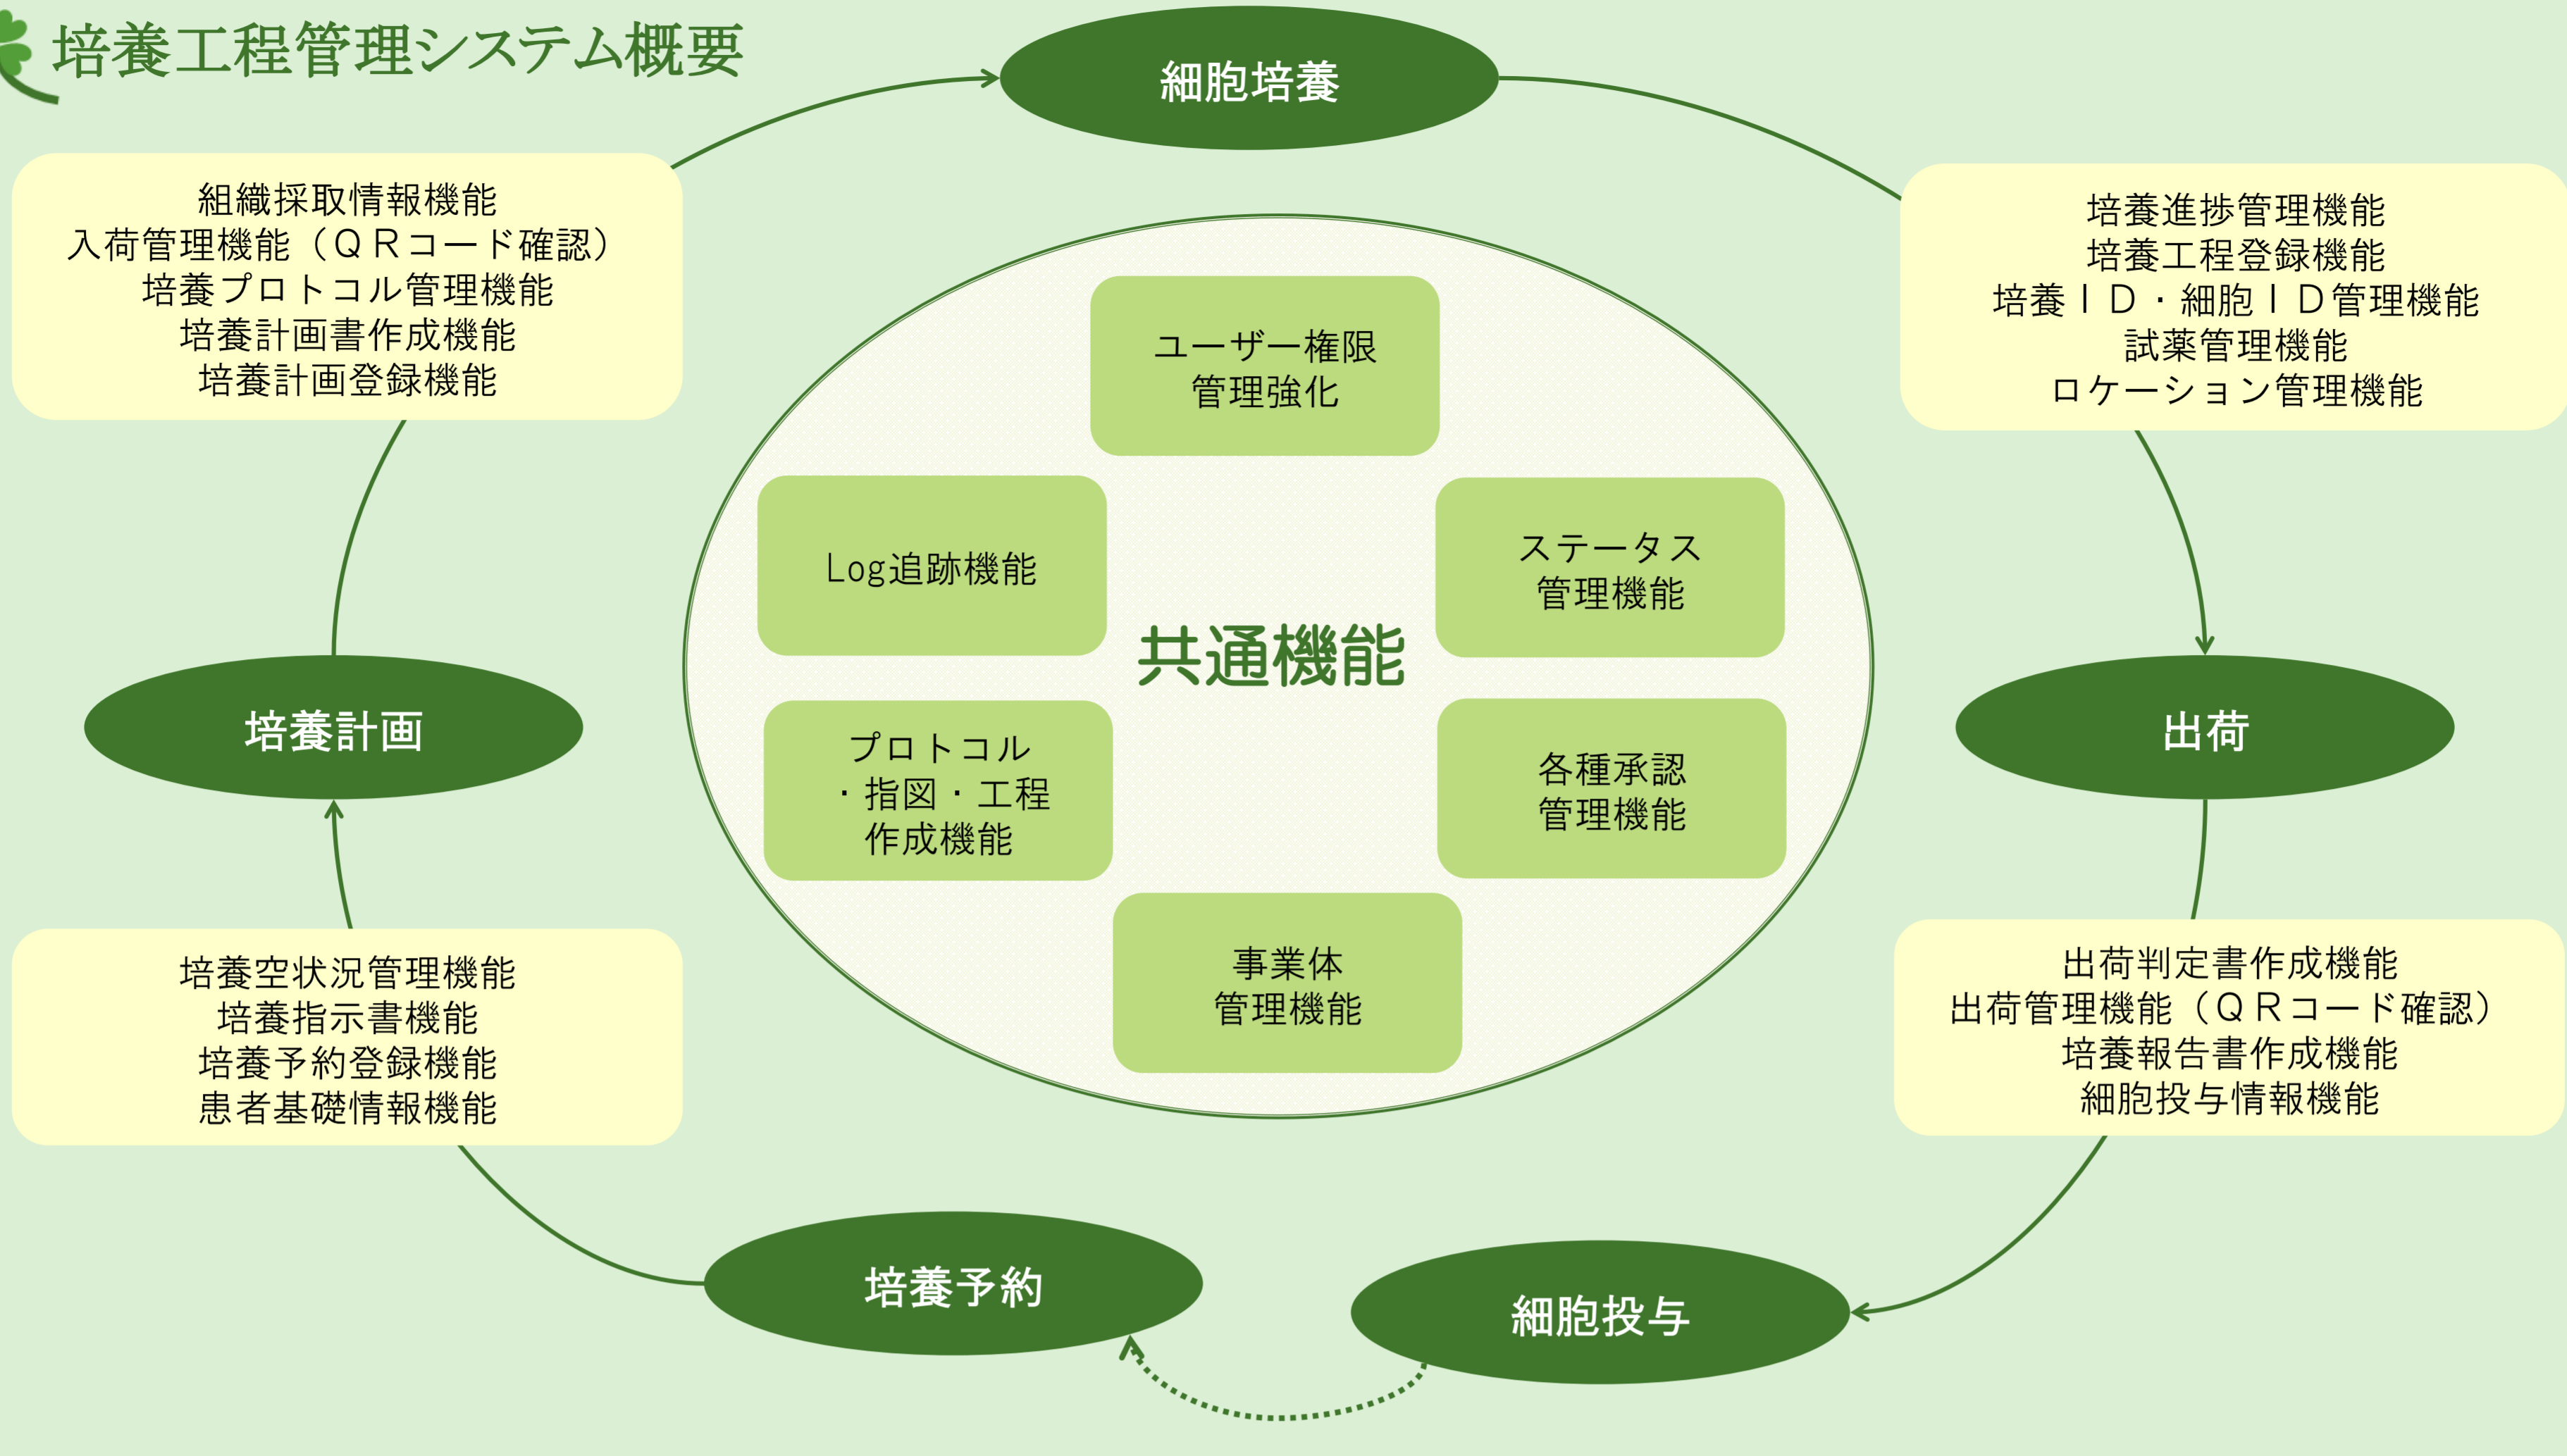 培養工程管理システム概要
細胞培養
組織採取情報機能
入荷管理機能（ＱＲコード確認）
培養プロトコル管理機能
培養計画書作成機能
培養計画登録機能
培養進捗管理機能
培養工程登録機能
培養ＩＤ・細胞ＩＤ管理機能
試薬管理機能
ロケーション管理機能
ユーザー権限
管理強化
Log追跡機能
ステータス
管理機能
共通機能
プロトコル
・指図・工程
作成機能
各種承認
管理機能
事業体
管理機能
培養計画
出荷
培養空状況管理機能
培養指示書機能
培養予約登録機能
患者基礎情報機能
出荷判定書作成機能
出荷管理機能（ＱＲコード確認）
培養報告書作成機能
細胞投与情報機能
培養予約
細胞投与